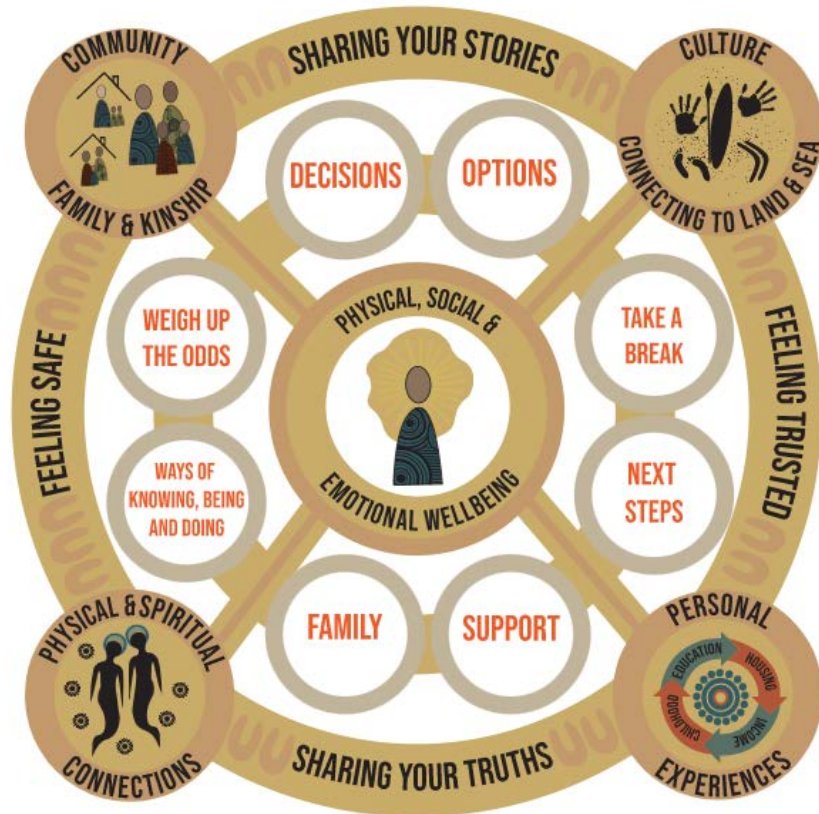 COMMUNITY
FAMILY & KINSHIP
SHARING YOUR STORIES
CULTURE
CONNECTING TO LAND & SEA
DECISIONS
OPTIONS
WEIGH UP
THE ODDS
PHYSICAL, SOCIAL &
EMOTIONAL WELLBEING
TAKE A
BREAK
FEELING SAFE
FEELING TRUSTED
WAYS OF
KNOWING, BEING
AND DOING
NEXT
STEPS
FAMILY
SUPPORT
PHYSICAL & SPIRITUAL
CONNECTIONS
SHARING YOUR TRUTHS
PERSONAL
EXPERIENCES
EDUCATION
HOUSING
INCOME
CHILDHOOD